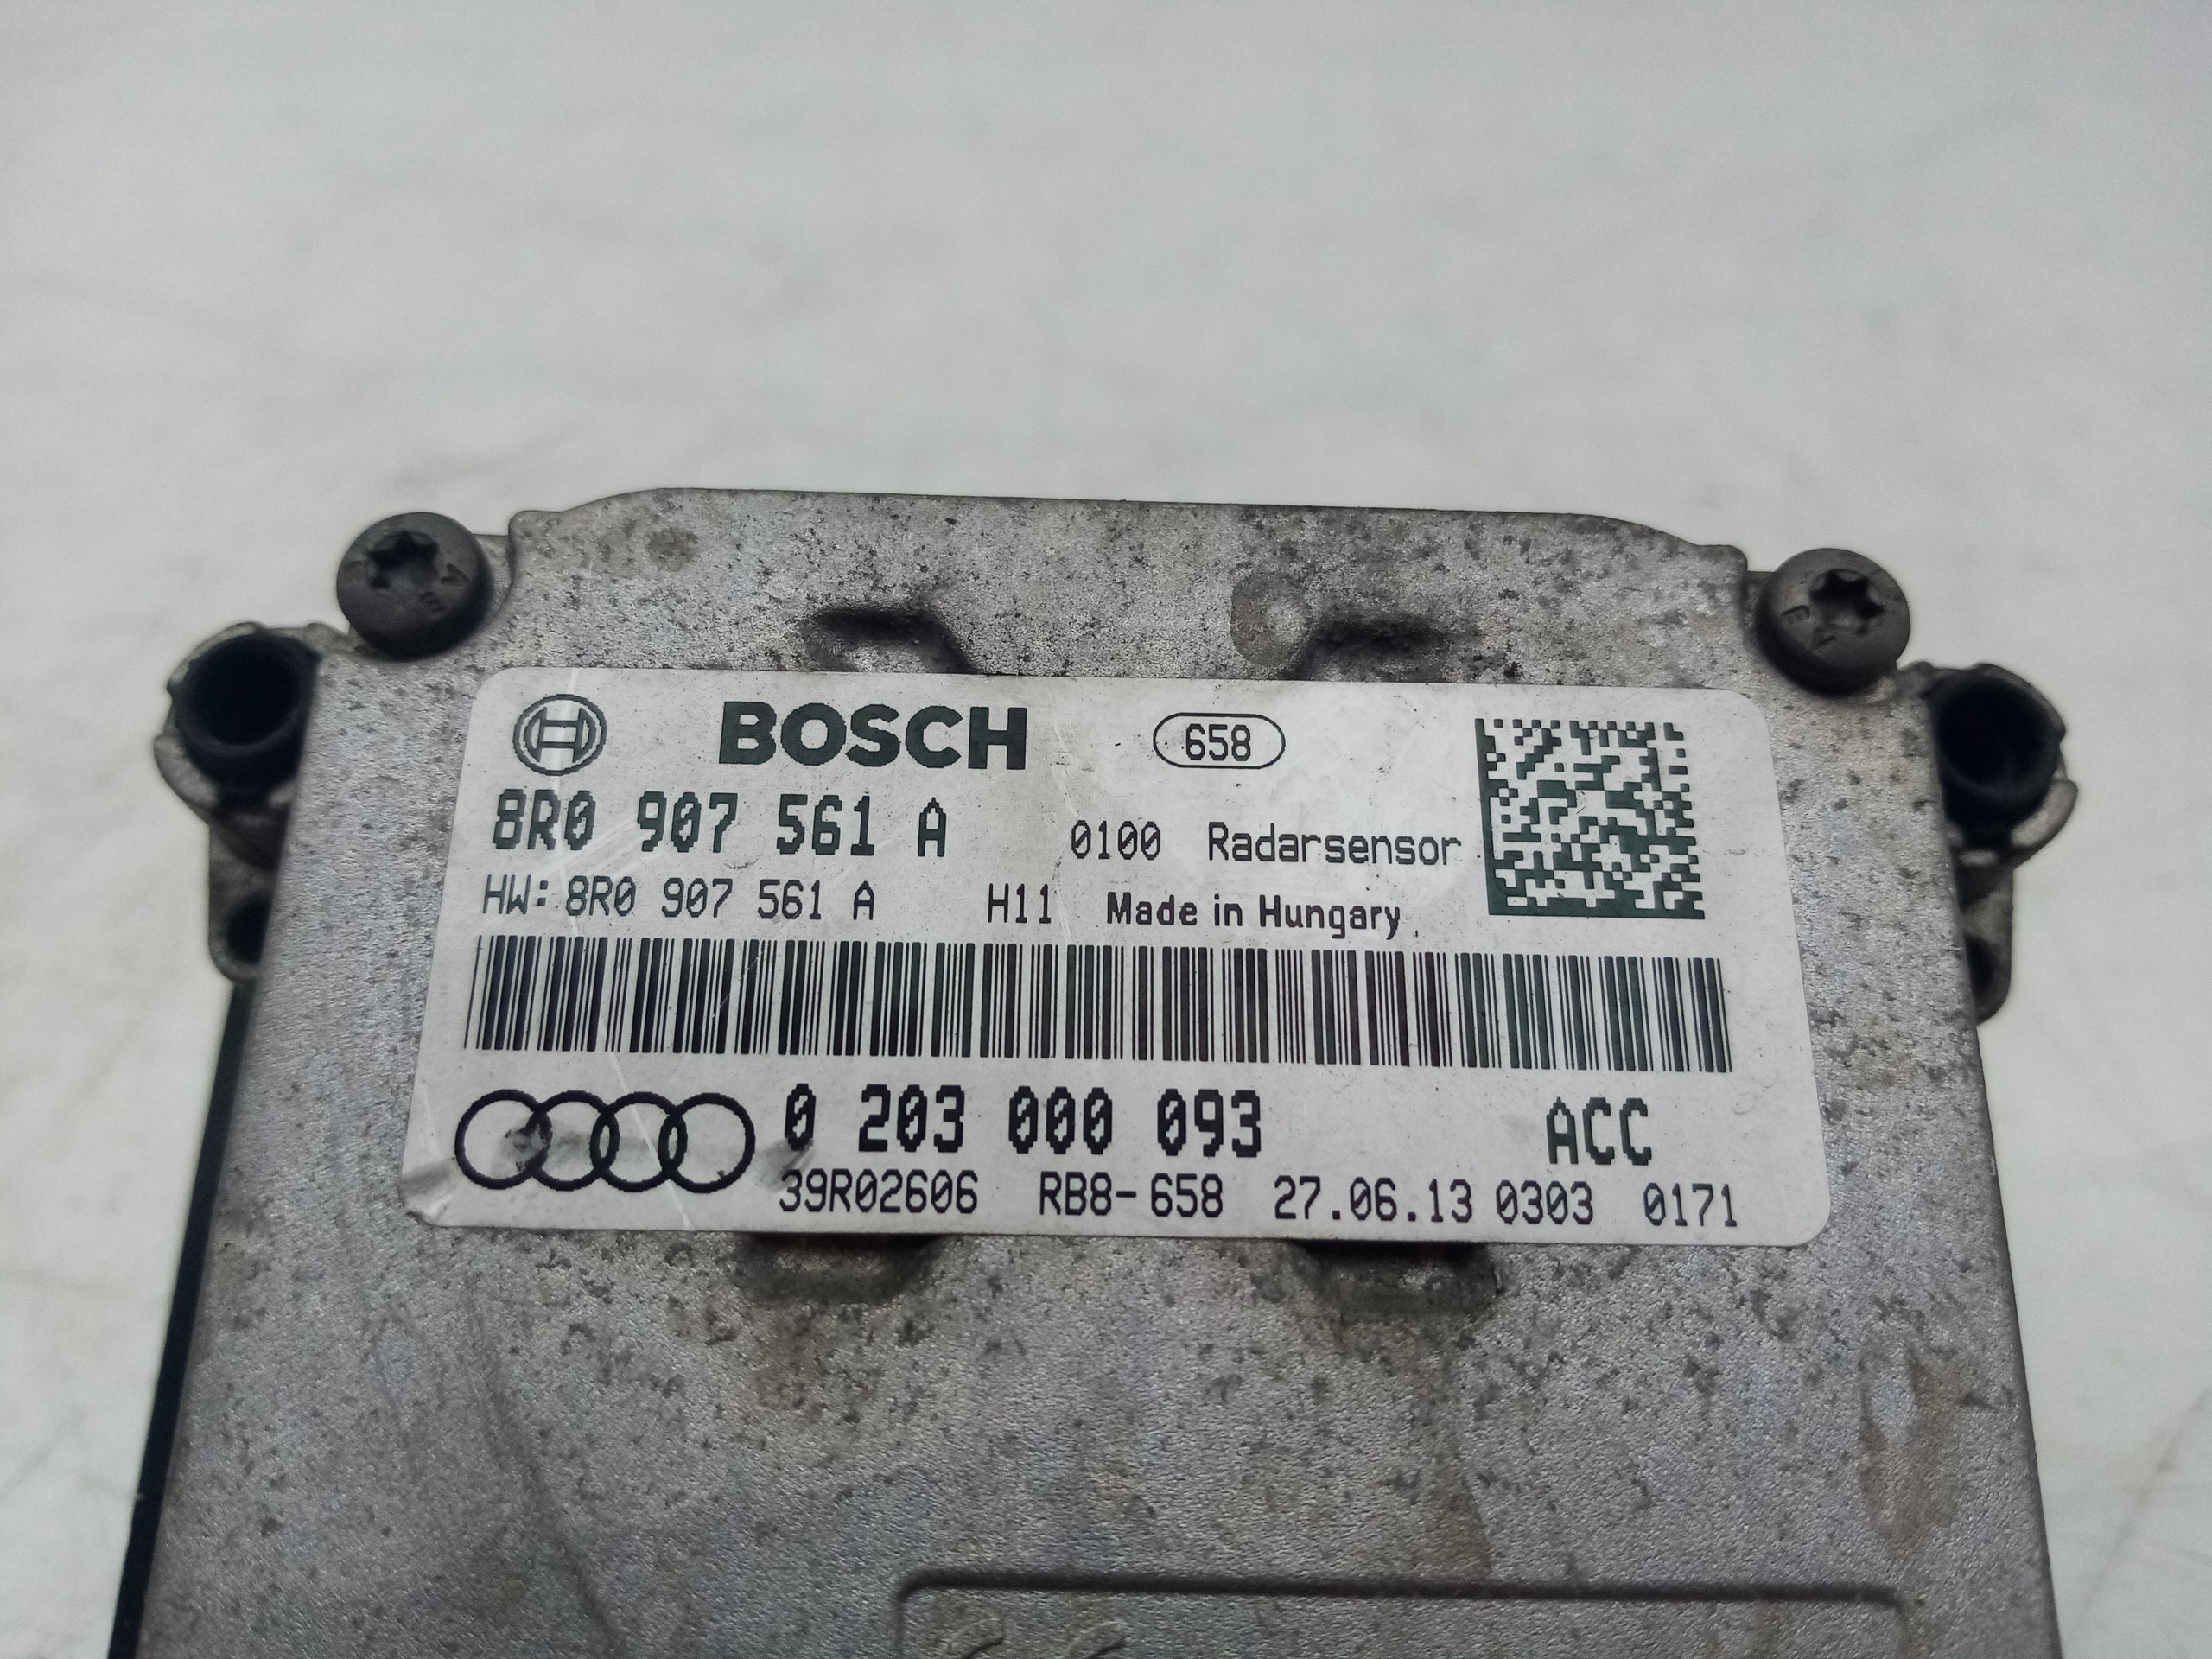 BOSCH 658
8R0 907 561 A 0100 Radarsensor
HW: 8R0 907 561 A H11 Made in Hungary
0 203 000 093 ACC
39R02606 RB8-658 27.06.13 0303 0171